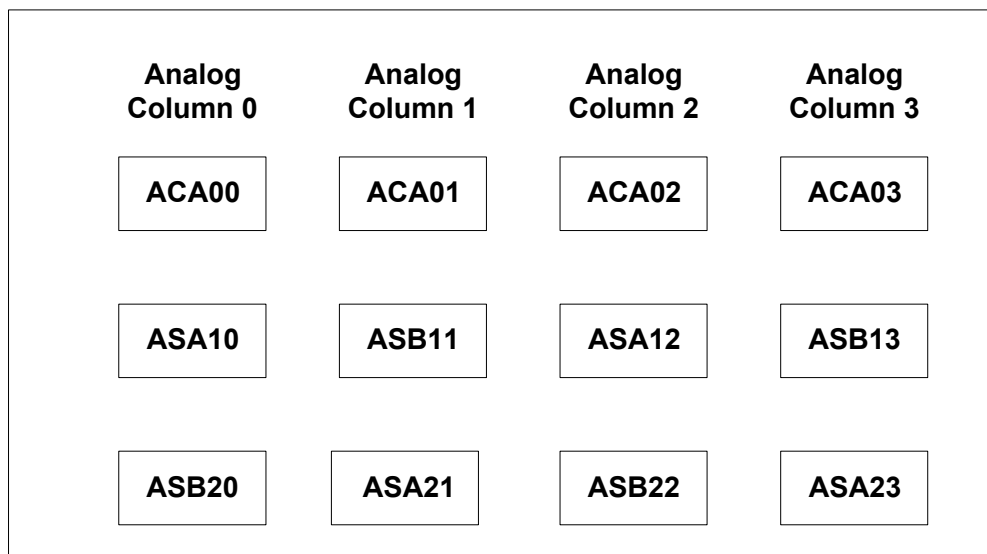 Analog Analog Analog Analog
Column 0 Column 1 Column 2 Column 3
ACA00 ACA01 ACA02 ACA03
ASA10 ASB11 ASA12 ASB13
ASB20 ASA21 ASB22 ASA23